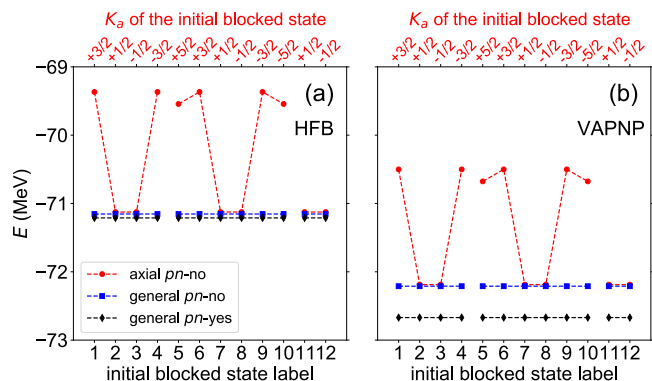 K_a of the initial blocked state
K_a of the initial blocked state
+3/2 +1/2 -1/2 -3/2 +5/2 +3/2 +1/2 -1/2 -3/2 -5/2 +1/2 -1/2
+3/2 +1/2 -1/2 -3/2 +5/2 +3/2 +1/2 -1/2 -3/2 -5/2 +1/2 -1/2
−69
−70
−71
−72
−73
E (MeV)
(a)
HFB
(b)
VAPNP
axial pn-no
general pn-no
general pn-yes
1 2 3 4 5 6 7 8 9 10 11 12
1 2 3 4 5 6 7 8 9 10 11 12
initial blocked state label
initial blocked state label